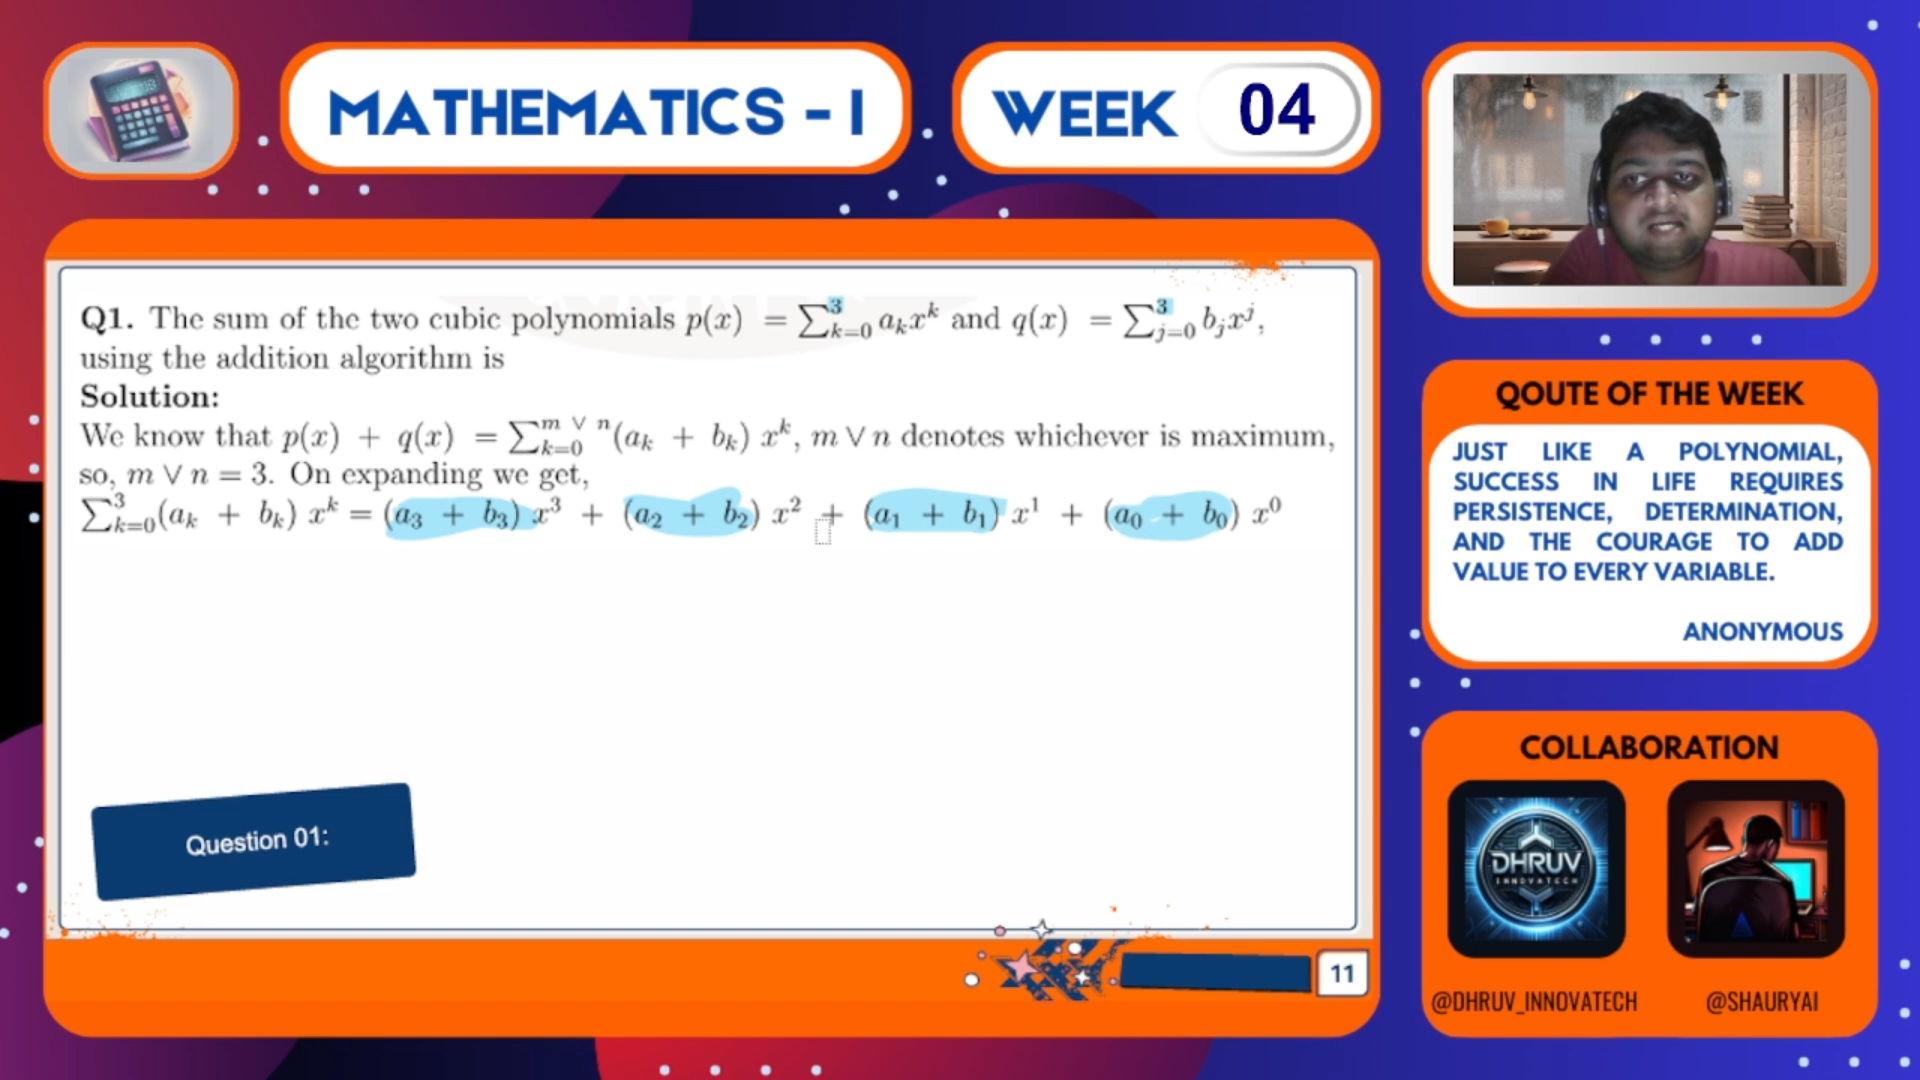 MATHEMATICS - I
WEEK 04
Q1. The sum of the two cubic polynomials p(x) = ∑³ₖ₌₀ aₖxᵏ and q(x) = ∑³ⱼ₌₀ bⱼxʲ,
using the addition algorithm is
Solution:
We know that p(x) + q(x) = ∑ₖ₌₀^{m ∨ n}(aₖ + bₖ) xᵏ, m ∨ n denotes whichever is maximum,
so, m ∨ n = 3. On expanding we get,
∑³ₖ₌₀(aₖ + bₖ) xᵏ = (a₃ + b₃) x³ + (a₂ + b₂) x² + (a₁ + b₁) x¹ + (a₀ + b₀) x⁰
Question 01:
11
QOUTE OF THE WEEK
JUST LIKE A POLYNOMIAL,
SUCCESS IN LIFE REQUIRES
PERSISTENCE, DETERMINATION,
AND THE COURAGE TO ADD
VALUE TO EVERY VARIABLE.
ANONYMOUS
COLLABORATION
DHRUV
INNOVATECH
@DHRUV_INNOVATECH
@SHAURYAI